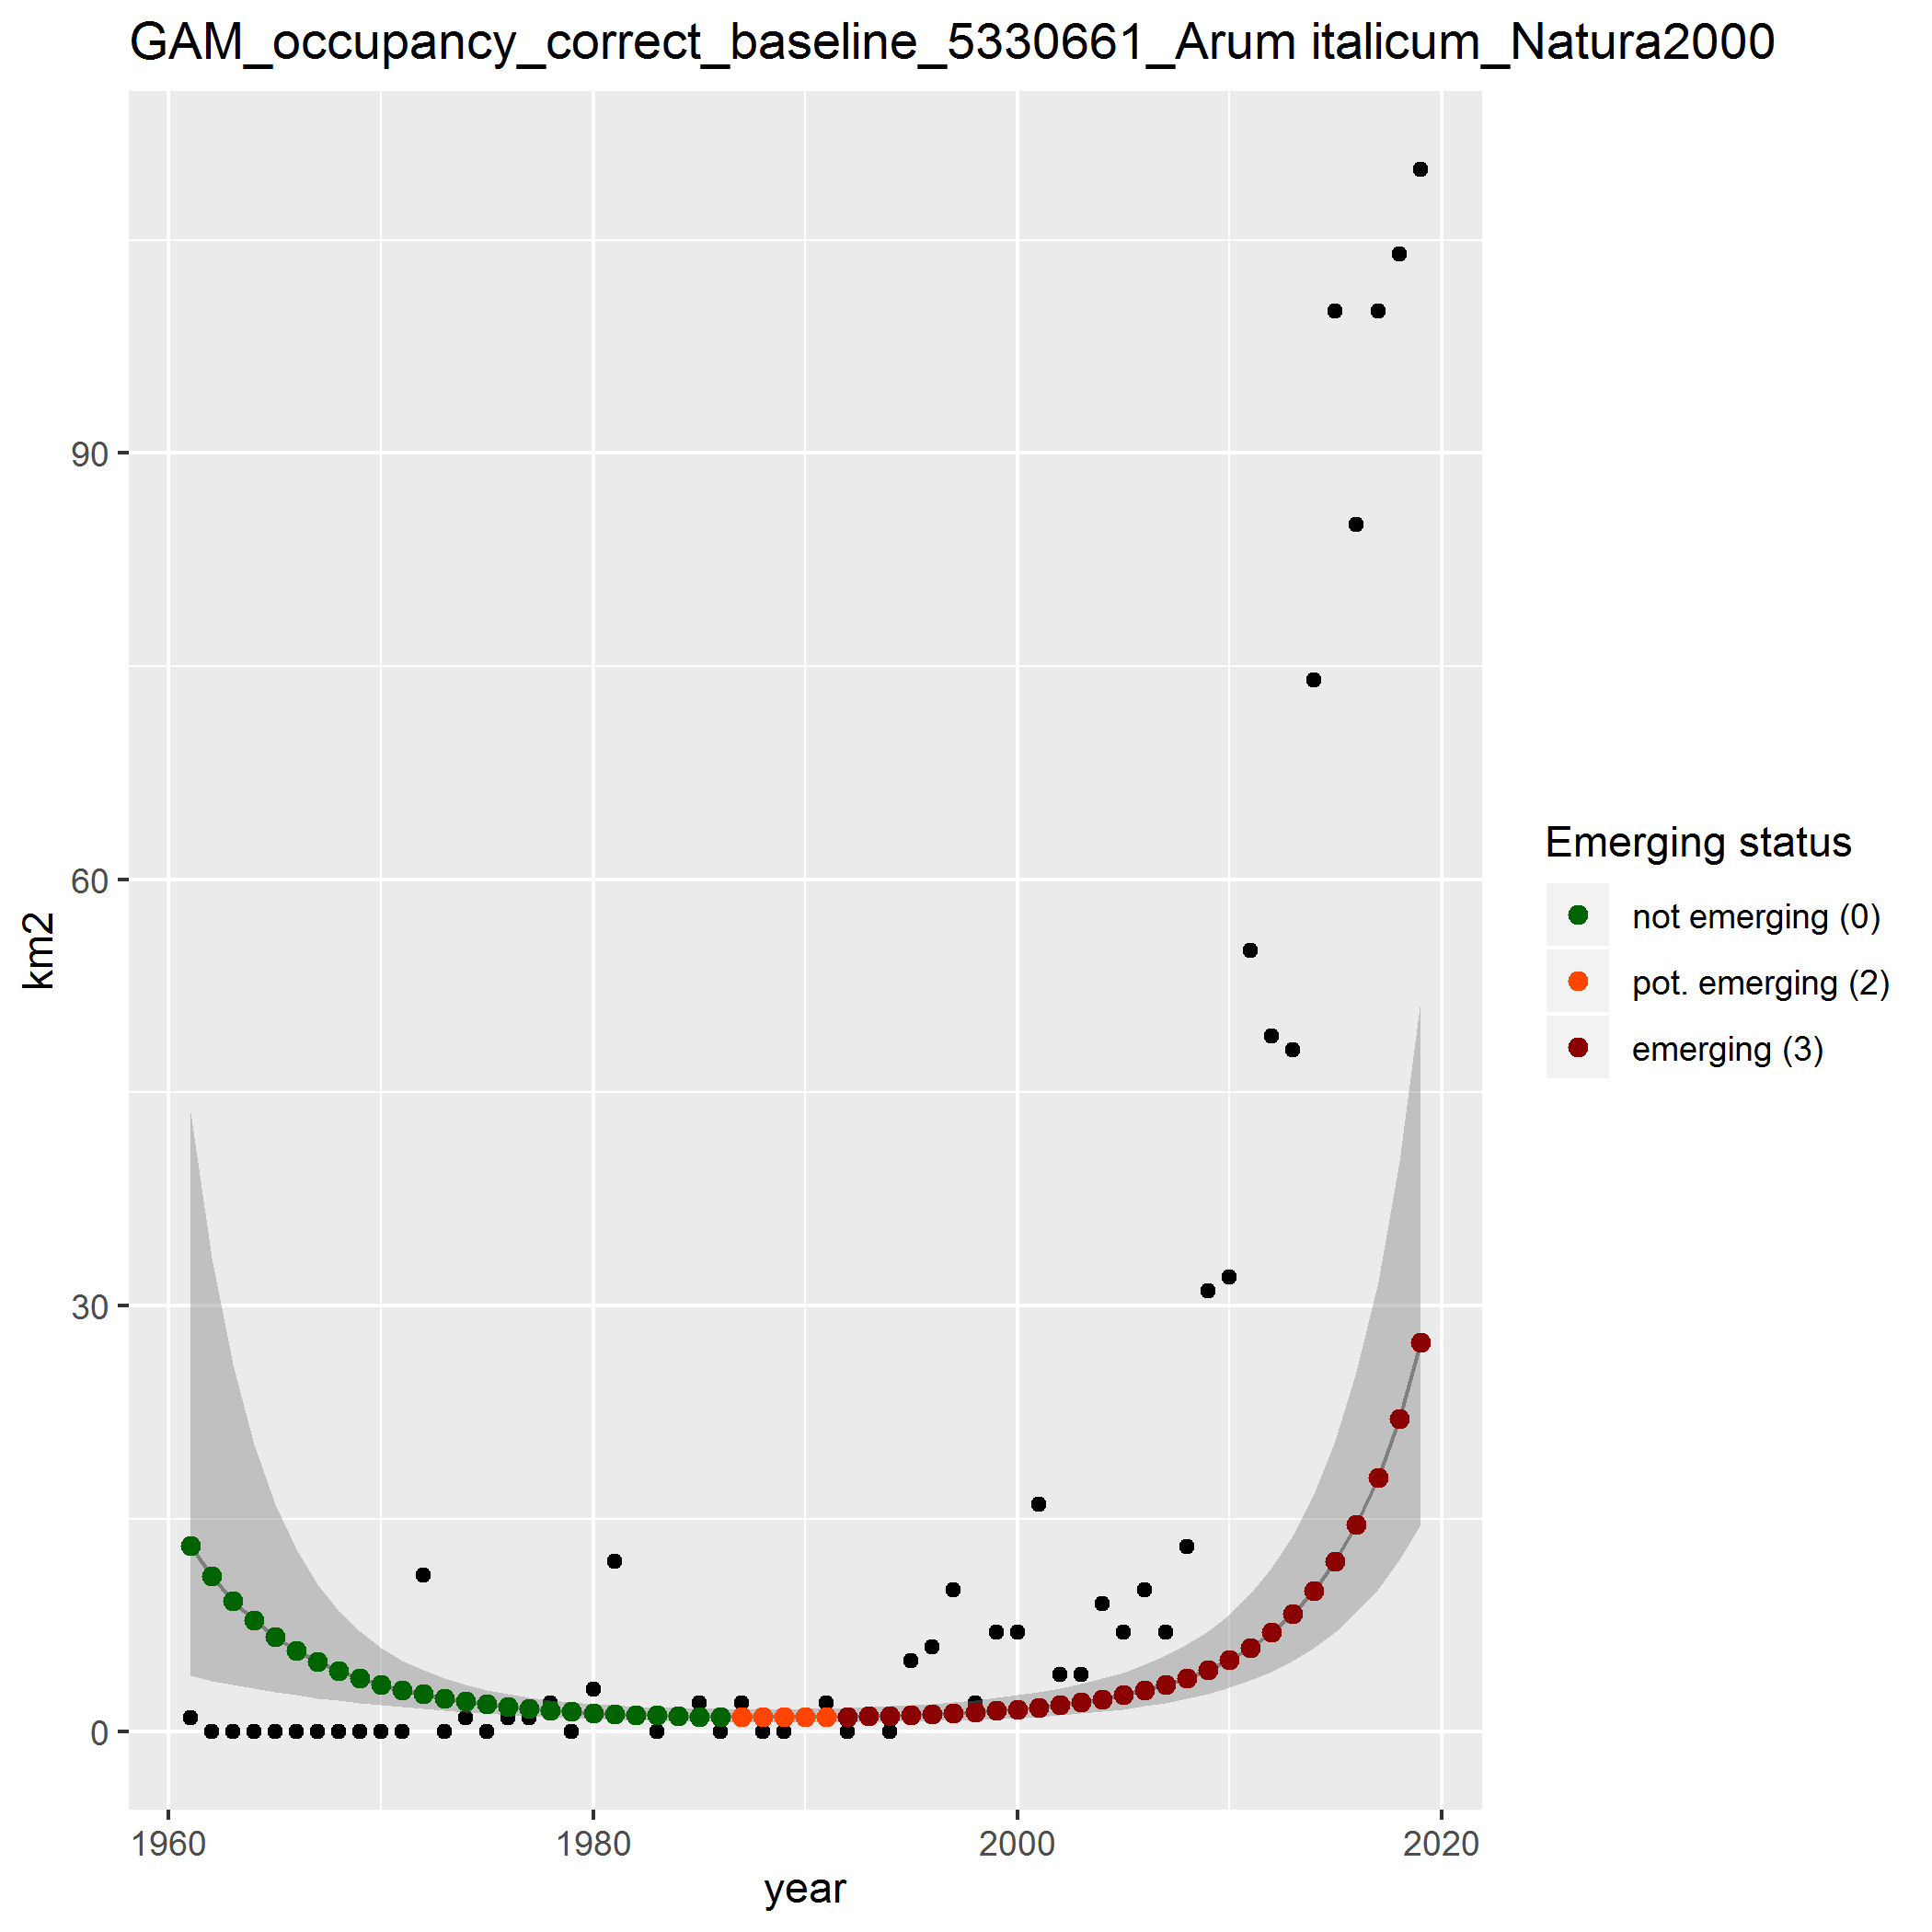 GAM_occupancy_correct_baseline_5330661_Arum italicum_Natura2000
90
60
30
0
km2
1960
1980
2000
2020
year
Emerging status
not emerging (0)
pot. emerging (2)
emerging (3)